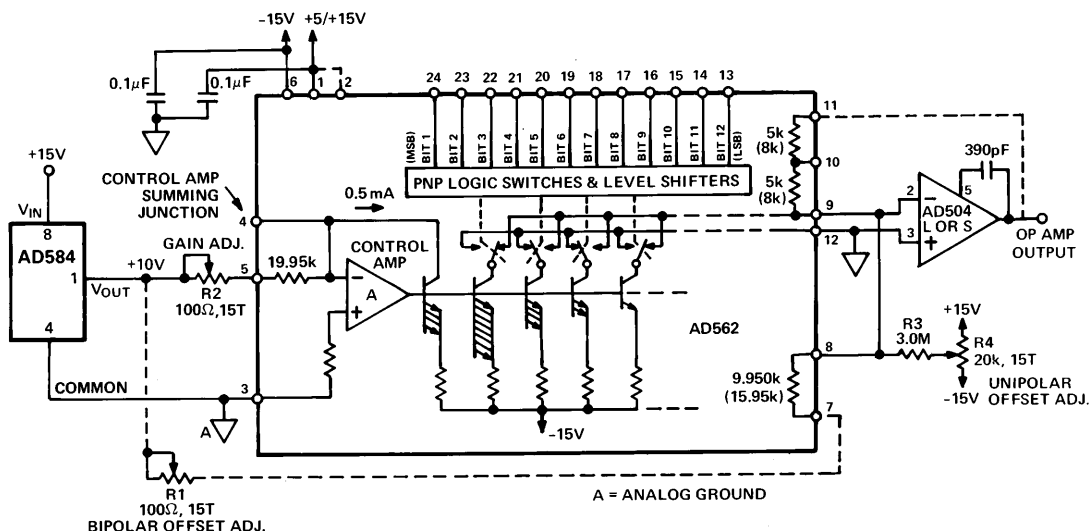 -15V
+5/+15V
0.1μF
0.1μF
6
1
2
24
23
22
21
20
19
18
17
16
15
14
13
(MSB)
BIT 1
BIT 2
BIT 3
BIT 4
BIT 5
BIT 6
BIT 7
BIT 8
BIT 9
BIT 10
BIT 11
BIT 12
(LSB)
PNP LOGIC SWITCHES & LEVEL SHIFTERS
11
5k
(8k)
10
5k
(8k)
9
12
390pF
2
5
AD504
L OR S
3
OP AMP
OUTPUT
+15V
VIN
8
AD584
1
4
VOUT
+10V
CONTROL AMP
SUMMING
JUNCTION
4
0.5mA
GAIN ADJ.
R2
100Ω,15T
5
19.95k
CONTROL
AMP
A
AD562
COMMON
3
A
-15V
8
9.950k
(15.95k)
7
R3
3.0M
+15V
R4
20k, 15T
-15V
UNIPOLAR
OFFSET ADJ.
R1
100Ω, 15T
BIPOLAR OFFSET ADJ.
A = ANALOG GROUND